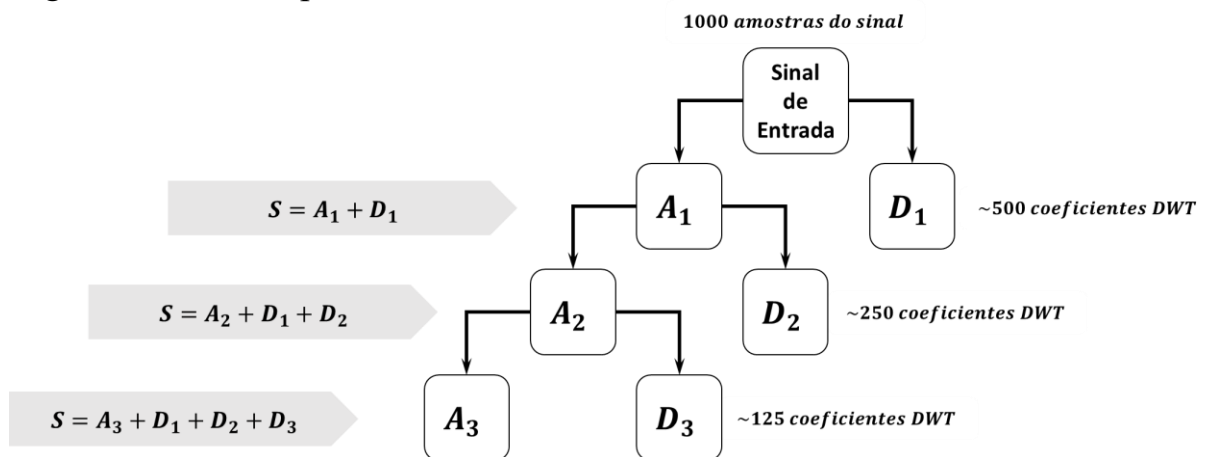 1000 amostras do sinal
Sinal
de
Entrada
S = A₁ + D₁
A₁
D₁
~500 coeficientes DWT
S = A₂ + D₁ + D₂
A₂
D₂
~250 coeficientes DWT
S = A₃ + D₁ + D₂ + D₃
A₃
D₃
~125 coeficientes DWT